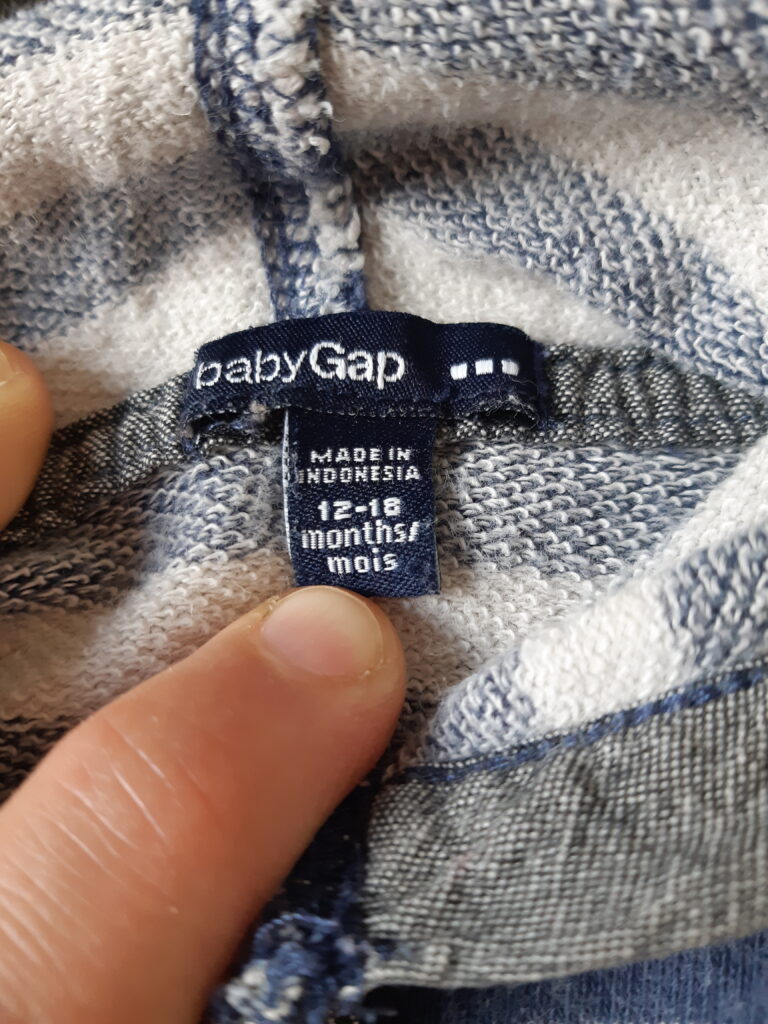 babyGap
MADE IN
INDONESIA
12-18
months/
mois